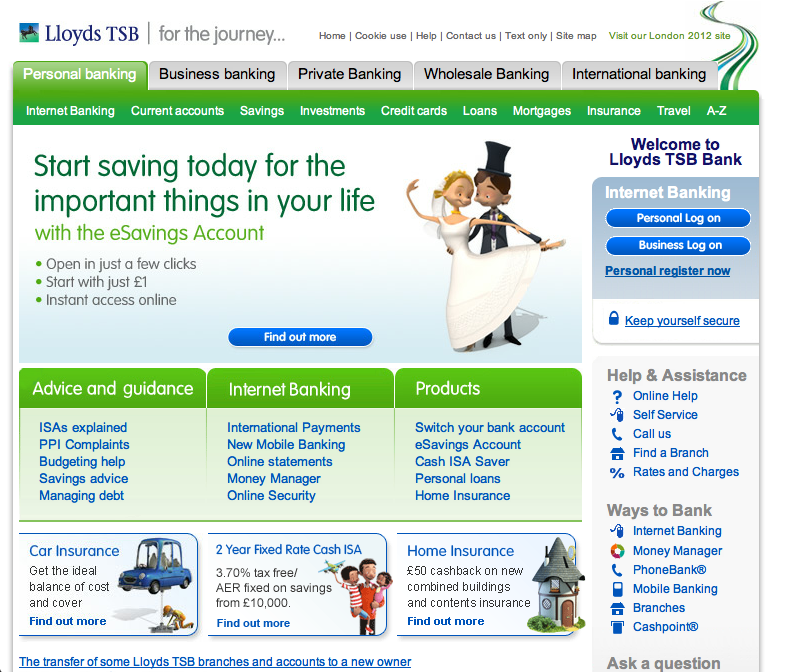 Lloyds TSB | for the journey...
Home | Cookie use | Help | Contact us | Text only | Site map Visit our London 2012 site
Personal banking Business banking Private Banking Wholesale Banking International banking
Internet Banking Current accounts Savings Investments Credit cards Loans Mortgages Insurance Travel A-Z
Start saving today for the
important things in your life
with the eSavings Account
• Open in just a few clicks
• Start with just £1
• Instant access online
Find out more
Welcome to
Lloyds TSB Bank
Internet Banking
Personal Log on
Business Log on
Personal register now
Keep yourself secure
Advice and guidance
ISAs explained
PPI Complaints
Budgeting help
Savings advice
Managing debt
Internet Banking
International Payments
New Mobile Banking
Online statements
Money Manager
Online Security
Products
Switch your bank account
eSavings Account
Cash ISA Saver
Personal loans
Home Insurance
Help & Assistance
Online Help
Self Service
Call us
Find a Branch
Rates and Charges
Ways to Bank
Internet Banking
Money Manager
PhoneBank®
Mobile Banking
Branches
Cashpoint®
Ask a question
Car Insurance
Get the ideal
balance of cost
and cover
Find out more
2 Year Fixed Rate Cash ISA
3.70% tax free/
AER fixed on savings
from £10,000.
Find out more
Home Insurance
£50 cashback on new
combined buildings
and contents insurance
Find out more
The transfer of some Lloyds TSB branches and accounts to a new owner